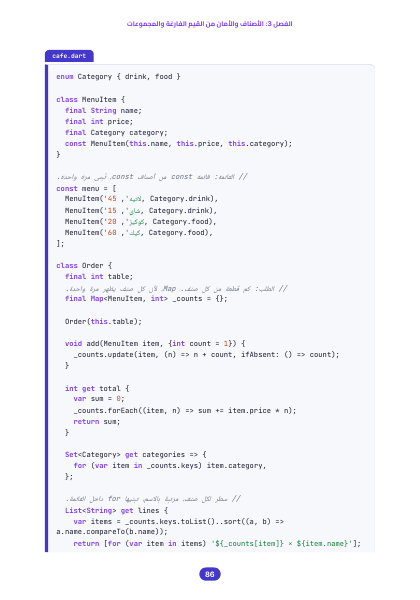 الفصل 3: الأصناف والأمان من القيم الفارغة والمجموعات
cafe.dart
enum Category { drink, food }
class MenuItem {
final String name;
final int price;
final Category category;
const MenuItem(this.name, this.price, this.category);
}
// القائمة: قائمة const من أصناف const، تُبنى مرة واحدة.
const menu = [
MenuItem('لاتيه', 45, Category.drink),
MenuItem('شاي', 15, Category.drink),
MenuItem('كوكيز', 20, Category.food),
MenuItem('كيك', 60, Category.food),
];
class Order {
final int table;
// الطلب: كم قطعة من كل صنف. Map، لأن كل صنف يظهر مرة واحدة.
final Map<MenuItem, int> _counts = {};
Order(this.table);
void add(MenuItem item, {int count = 1}) {
_counts.update(item, (n) => n + count, ifAbsent: () => count);
}
int get total {
var sum = 0;
_counts.forEach((item, n) => sum += item.price * n);
return sum;
}
Set<Category> get categories => {
for (var item in _counts.keys) item.category,
};
// سطر لكل صنف، مرتبة بالاسم، تبنيها for داخل القائمة.
List<String> get lines {
var items = _counts.keys.toList()..sort((a, b) =>
a.name.compareTo(b.name));
return [for (var item in items) '${_counts[item]} × ${item.name}'];
86